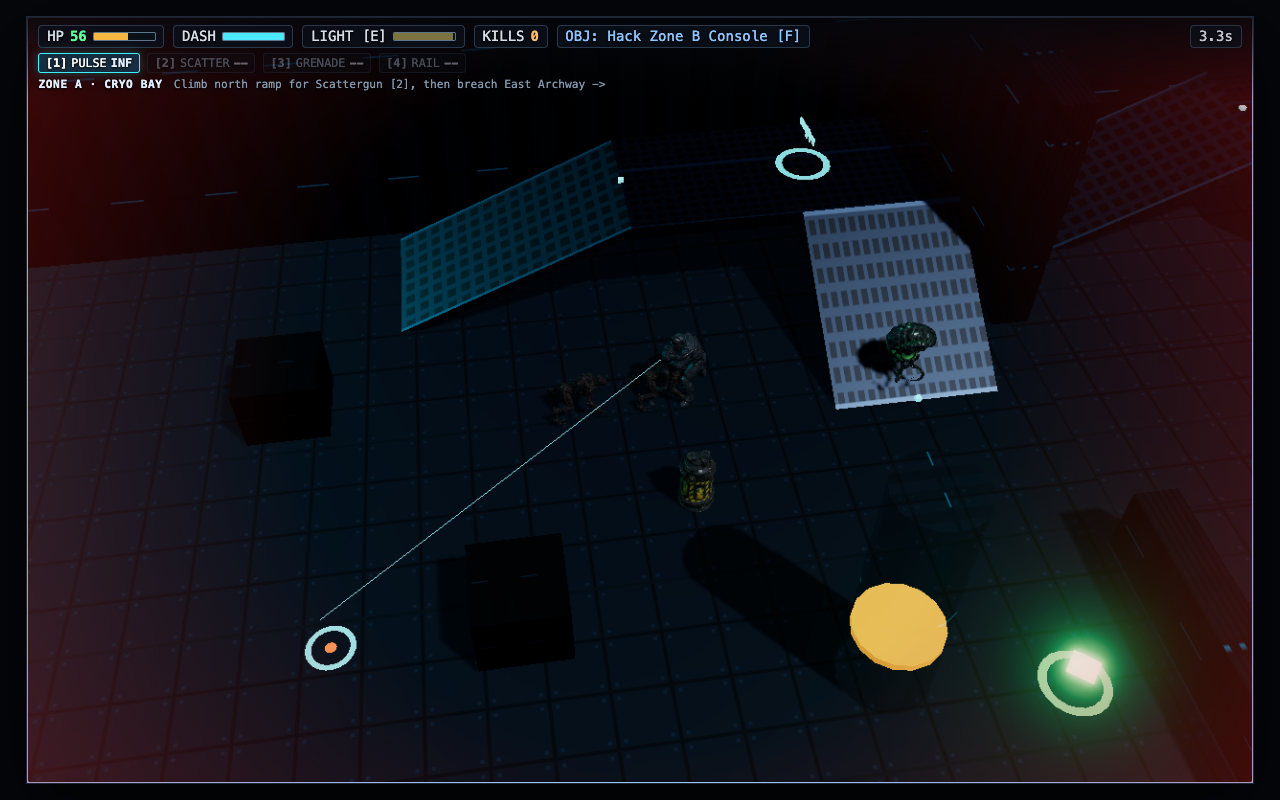 HP 56 DASH LIGHT [E] KILLS 0 OBJ: Hack Zone B Console [F] 3.3s
[1] PULSE INF [2] SCATTER —— [3] GRENADE —— [4] RAIL ——
ZONE A · CRYO BAY Climb north ramp for Scattergun [2], then breach East Archway —>